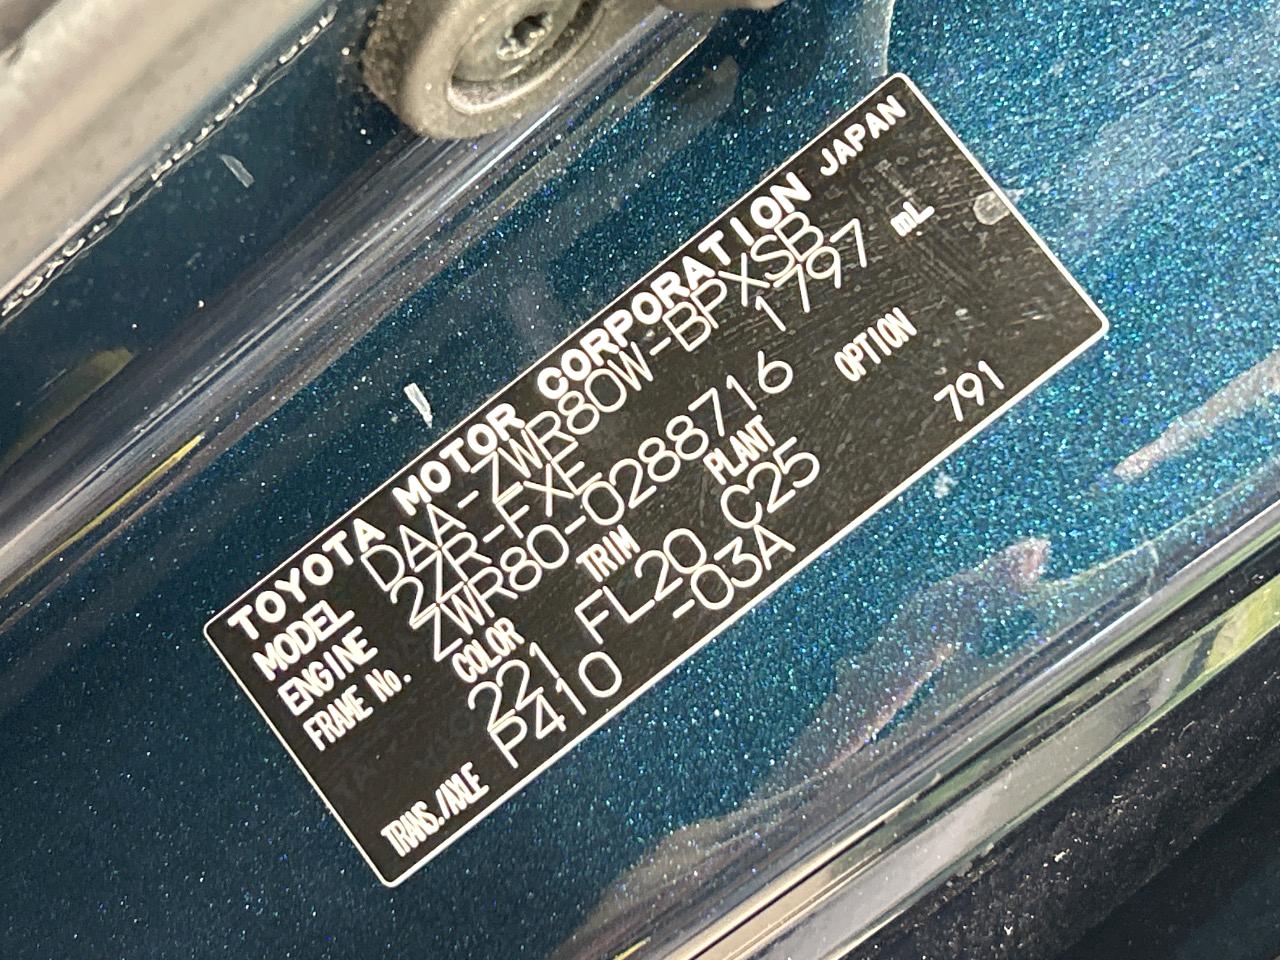 TOYOTA MOTOR CORPORATION JAPAN
MODEL DAA-ZWR80W-BPXSB
ENGINE 2ZR-FXE 1797 mL
FRAME No. ZWR80-0288716
COLOR TRIM PLANT OPTION
221 FL20 C25 791
TRANS./AXLE P410 -03A